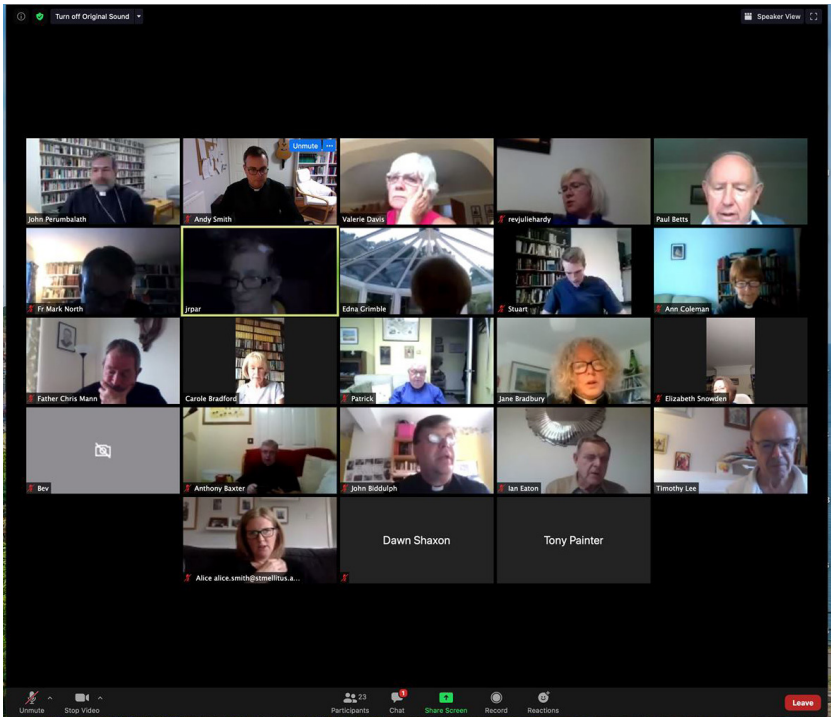 Turn off Original Sound
Speaker View
Unmute
John Perumbalath
Andy Smith
Valerie Davis
revjuliehardy
Paul Betts
Fr Mark North
jrpar
Edna Grimble
Stuart
Ann Coleman
Father Chris Mann
Carole Bradford
Patrick
Jane Bradbury
Elizabeth Snowden
Bev
Anthony Baxter
John Biddulph
Ian Eaton
Timothy Lee
Alice alice.smith@stmellitus.a...
Dawn Shaxon
Tony Painter
Unmute
Stop Video
23
Participants
1
Chat
Share Screen
Record
Reactions
Leave